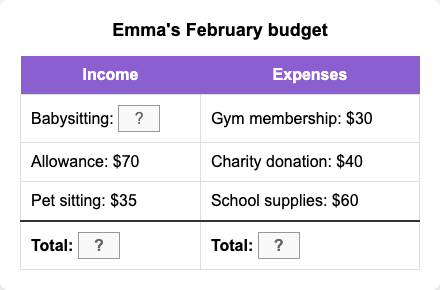 Emma's February budget
Income Expenses
Babysitting: ? Gym membership: $30
Allowance: $70 Charity donation: $40
Pet sitting: $35 School supplies: $60
Total: ? Total: ?